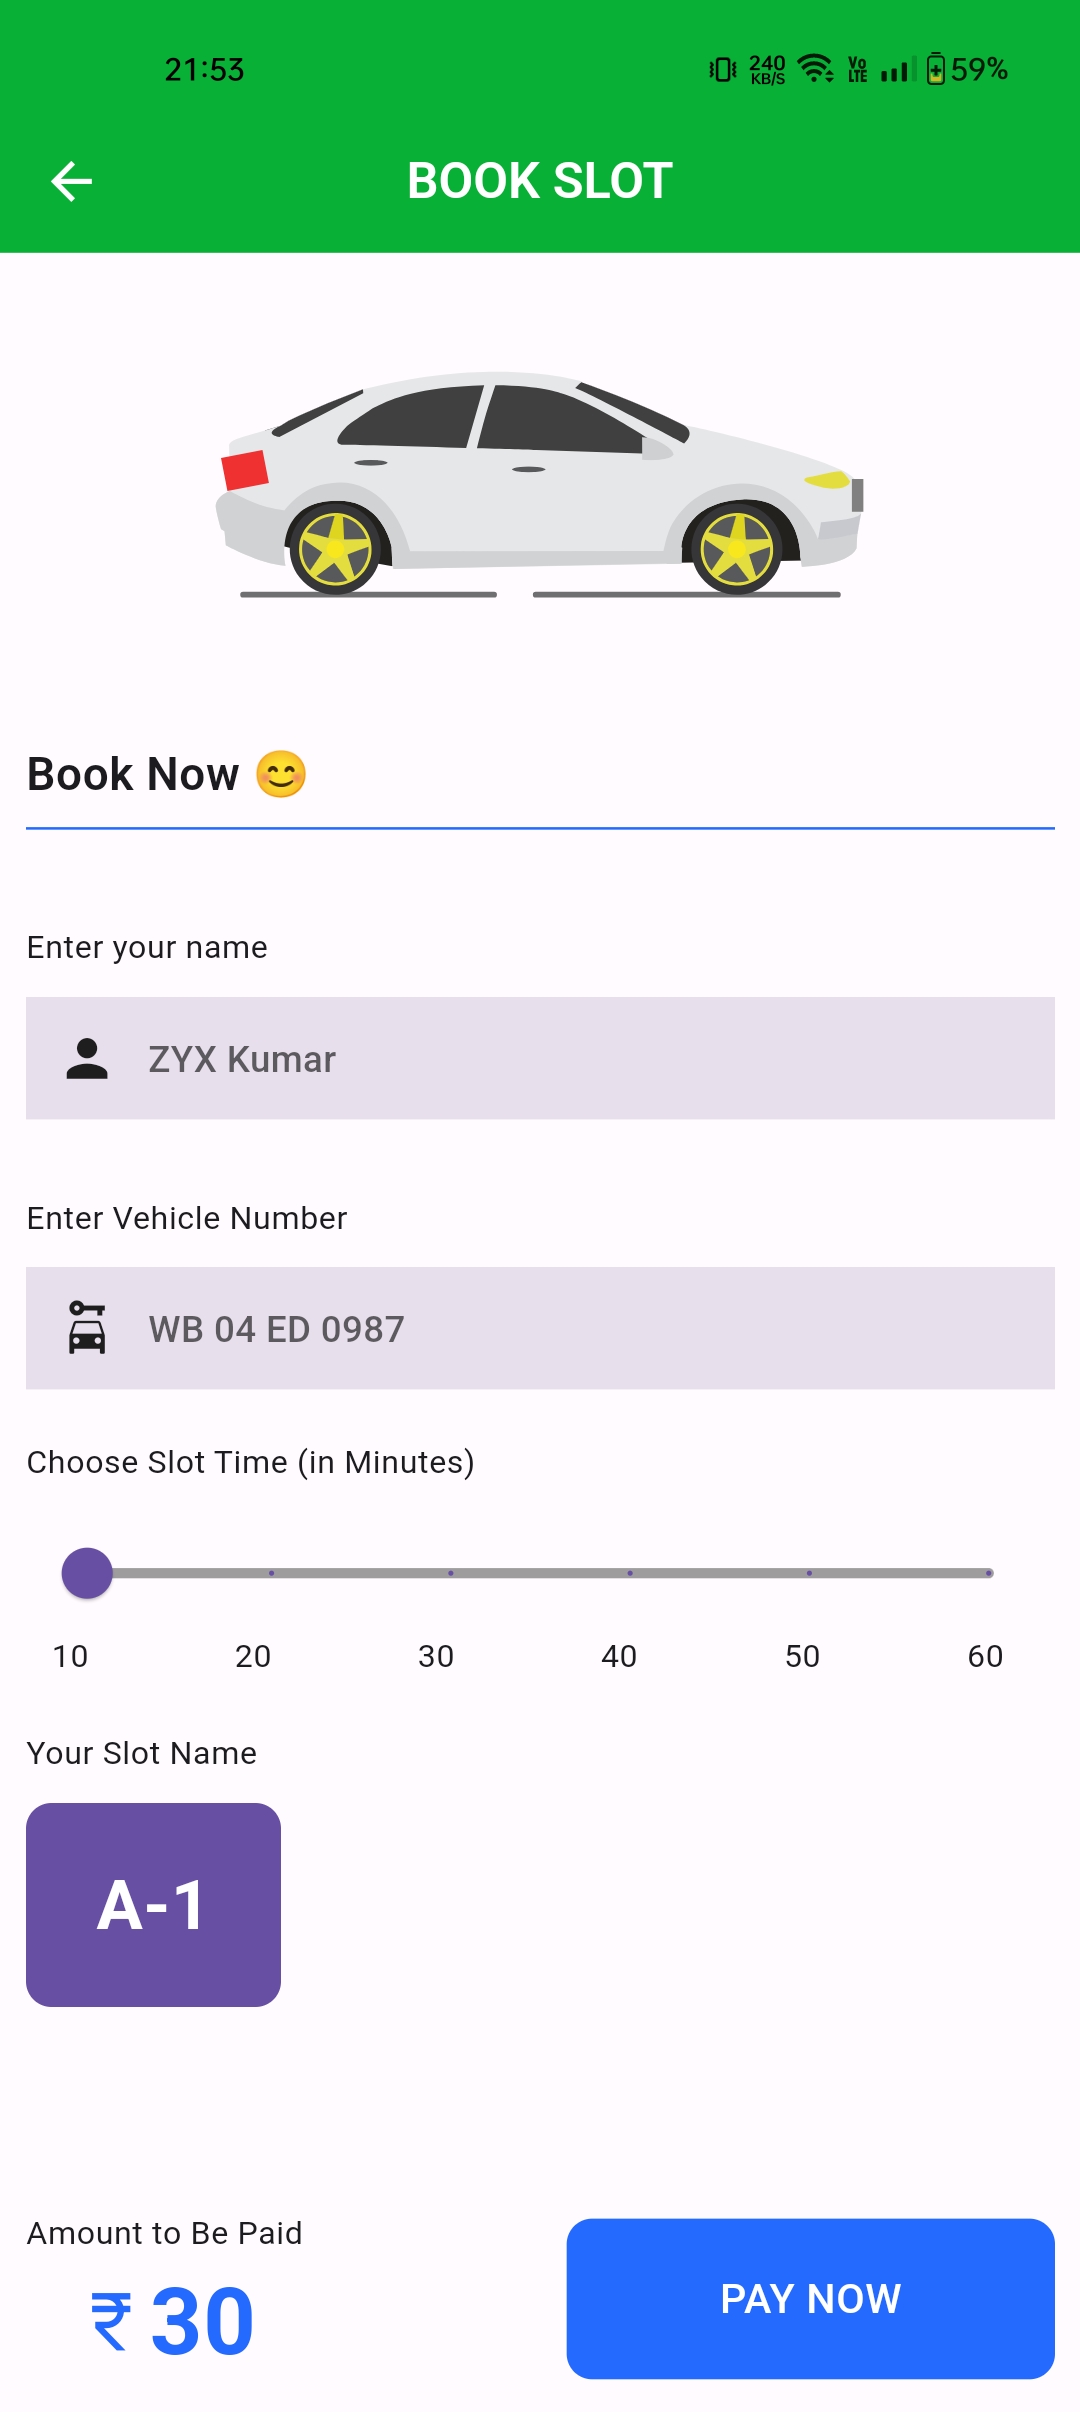 21:53 240 KB/S Vo LTE 59%
BOOK SLOT
Book Now 😊
Enter your name
ZYX Kumar
Enter Vehicle Number
WB 04 ED 0987
Choose Slot Time (in Minutes)
10 20 30 40 50 60
Your Slot Name
A-1
Amount to Be Paid
₹ 30
PAY NOW